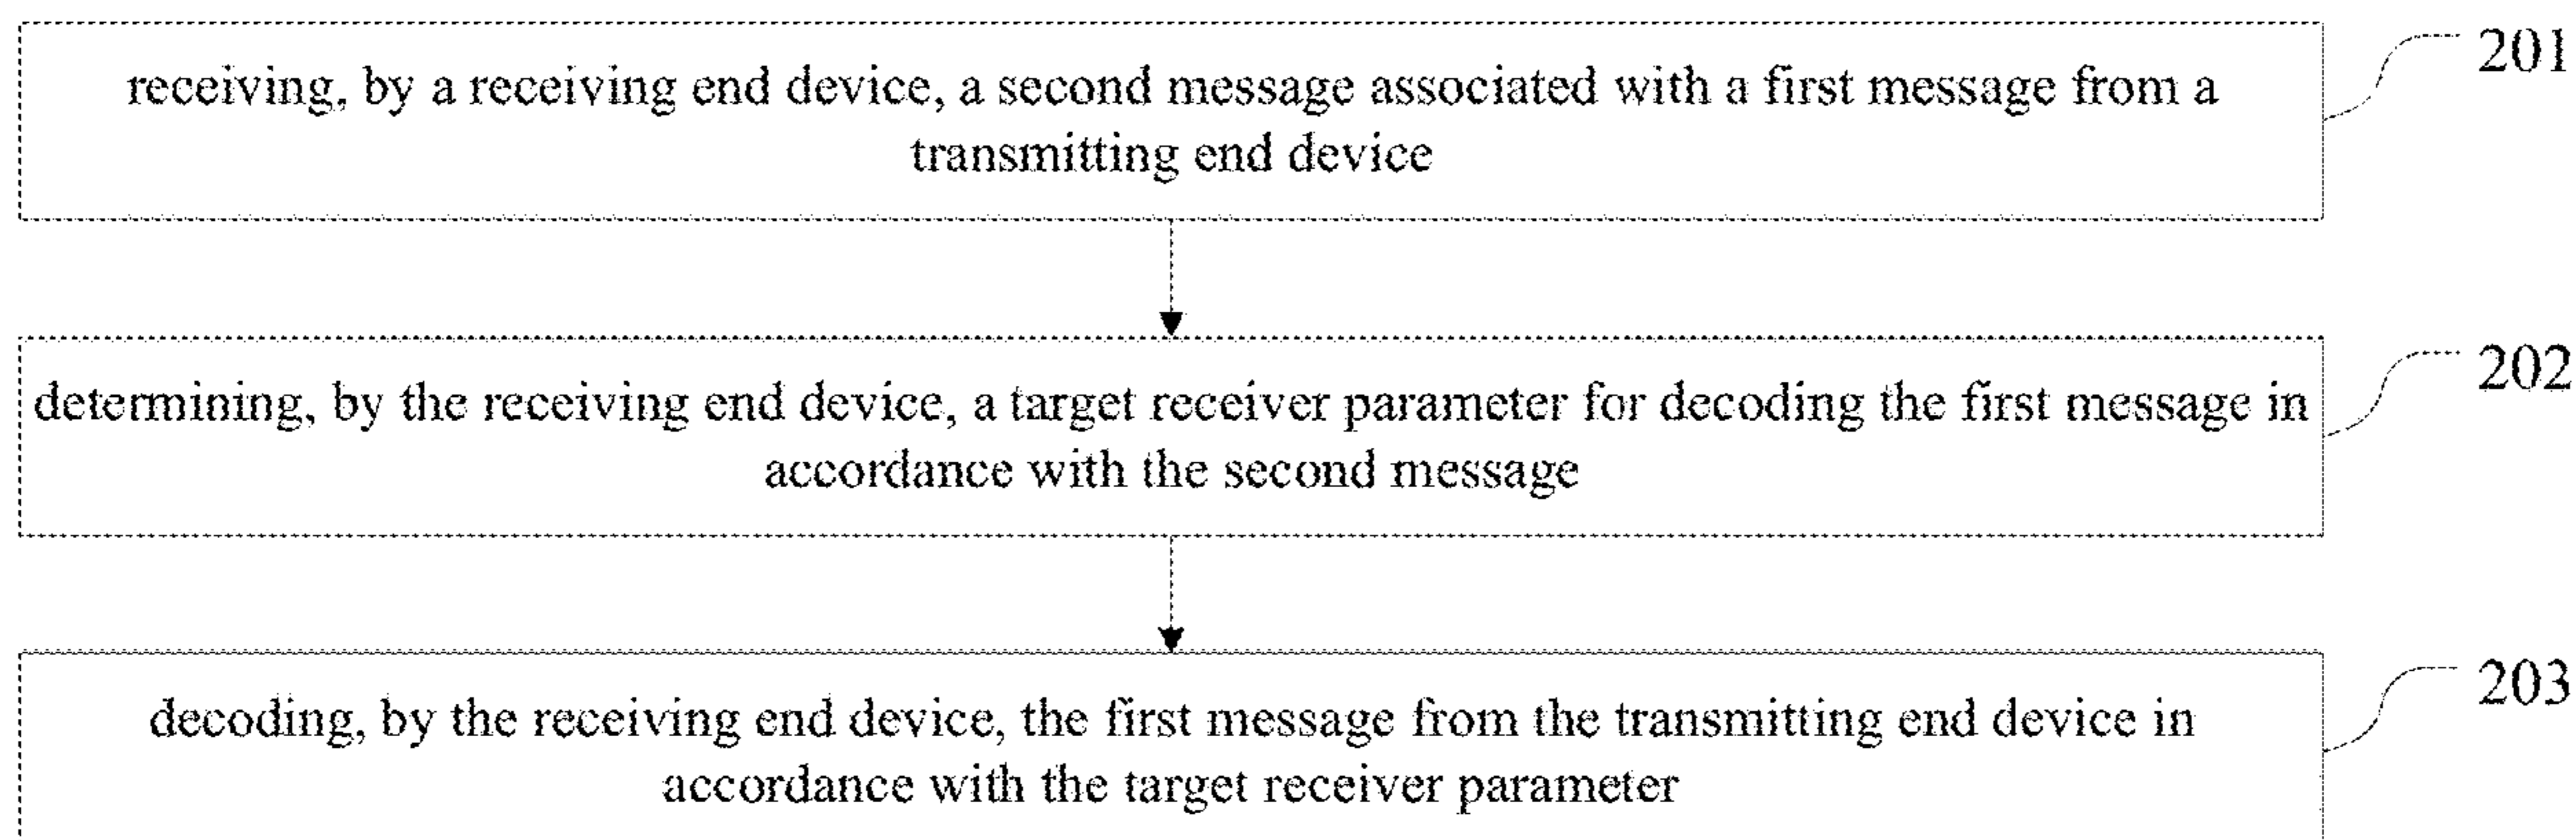 receiving, by a receiving end device, a second message associated with a first message from a
transmitting end device
201
determining, by the receiving end device, a target receiver parameter for decoding the first message in
accordance with the second message
202
decoding, by the receiving end device, the first message from the transmitting end device in
accordance with the target receiver parameter
203